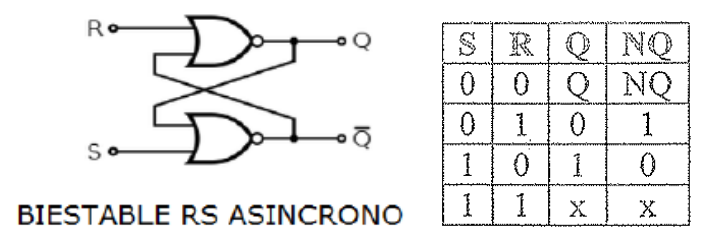 R
Q
S
Q̅
BIESTABLE RS ASINCRONO
S R Q NQ
0 0 Q NQ
0 1 0 1
1 0 1 0
1 1 x x